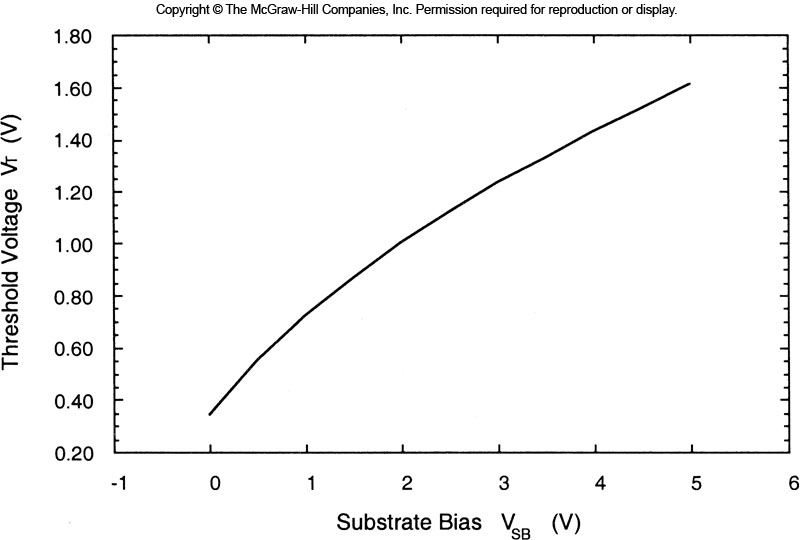 Copyright © The McGraw-Hill Companies, Inc. Permission required for reproduction or display.
1.80
1.60
1.40
1.20
1.00
0.80
0.60
0.40
0.20
Threshold Voltage VT (V)
-1 0 1 2 3 4 5 6
Substrate Bias VSB (V)